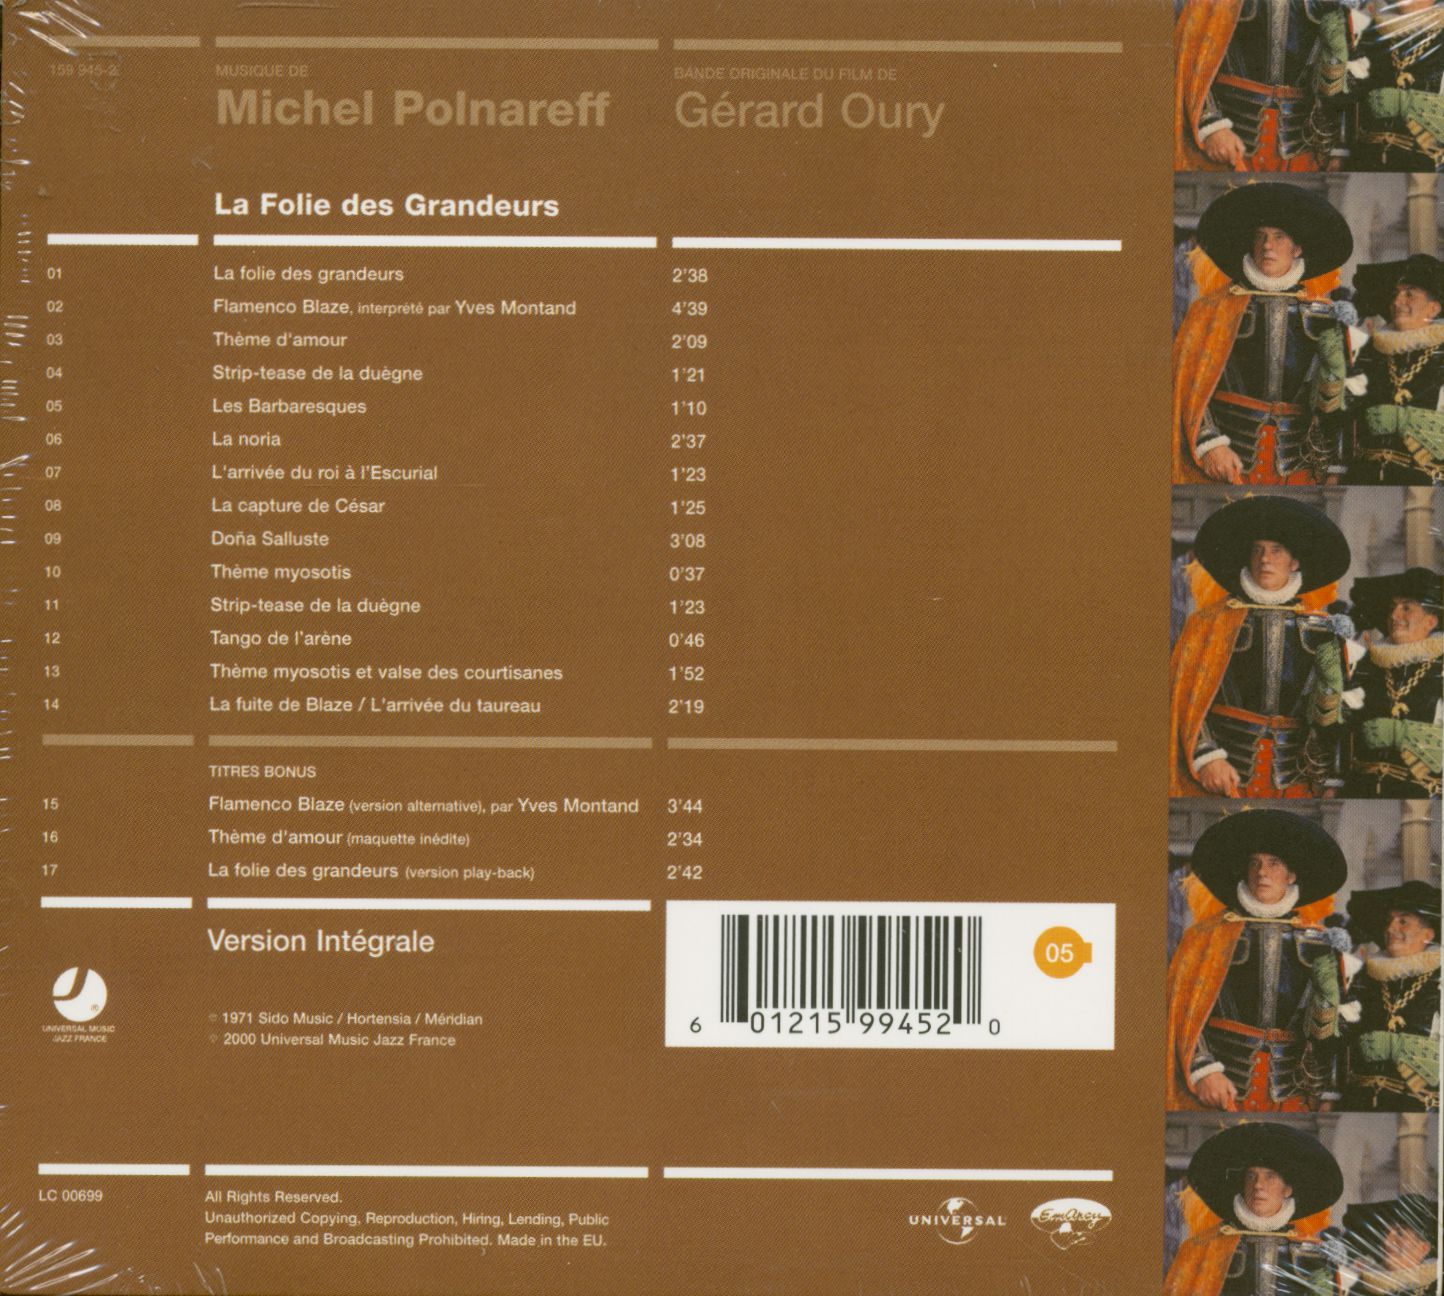 159 945-2
MUSIQUE DE
Michel Polnareff
BANDE ORIGINALE DU FILM DE
Gérard Oury
La Folie des Grandeurs
01 La folie des grandeurs 2'38
02 Flamenco Blaze, interprété par Yves Montand 4'39
03 Thème d'amour 2'09
04 Strip-tease de la duègne 1'21
05 Les Barbaresques 1'10
06 La noria 2'37
07 L'arrivée du roi à l'Escurial 1'23
08 La capture de César 1'25
09 Doña Salluste 3'08
10 Thème myosotis 0'37
11 Strip-tease de la duègne 1'23
12 Tango de l'arène 0'46
13 Thème myosotis et valse des courtisanes 1'52
14 La fuite de Blaze / L'arrivée du taureau 2'19
TITRES BONUS
15 Flamenco Blaze (version alternative), par Yves Montand 3'44
16 Thème d'amour (maquette inédite) 2'34
17 La folie des grandeurs (version play-back) 2'42
Version Intégrale
05
6 01215 99452 0
UNIVERSAL MUSIC
JAZZ FRANCE
℗ 1971 Sido Music / Hortensia / Méridian
℗ 2000 Universal Music Jazz France
LC 00699
All Rights Reserved.
Unauthorized Copying, Reproduction, Hiring, Lending, Public
Performance and Broadcasting Prohibited. Made in the EU.
UNIVERSAL
EmArcy